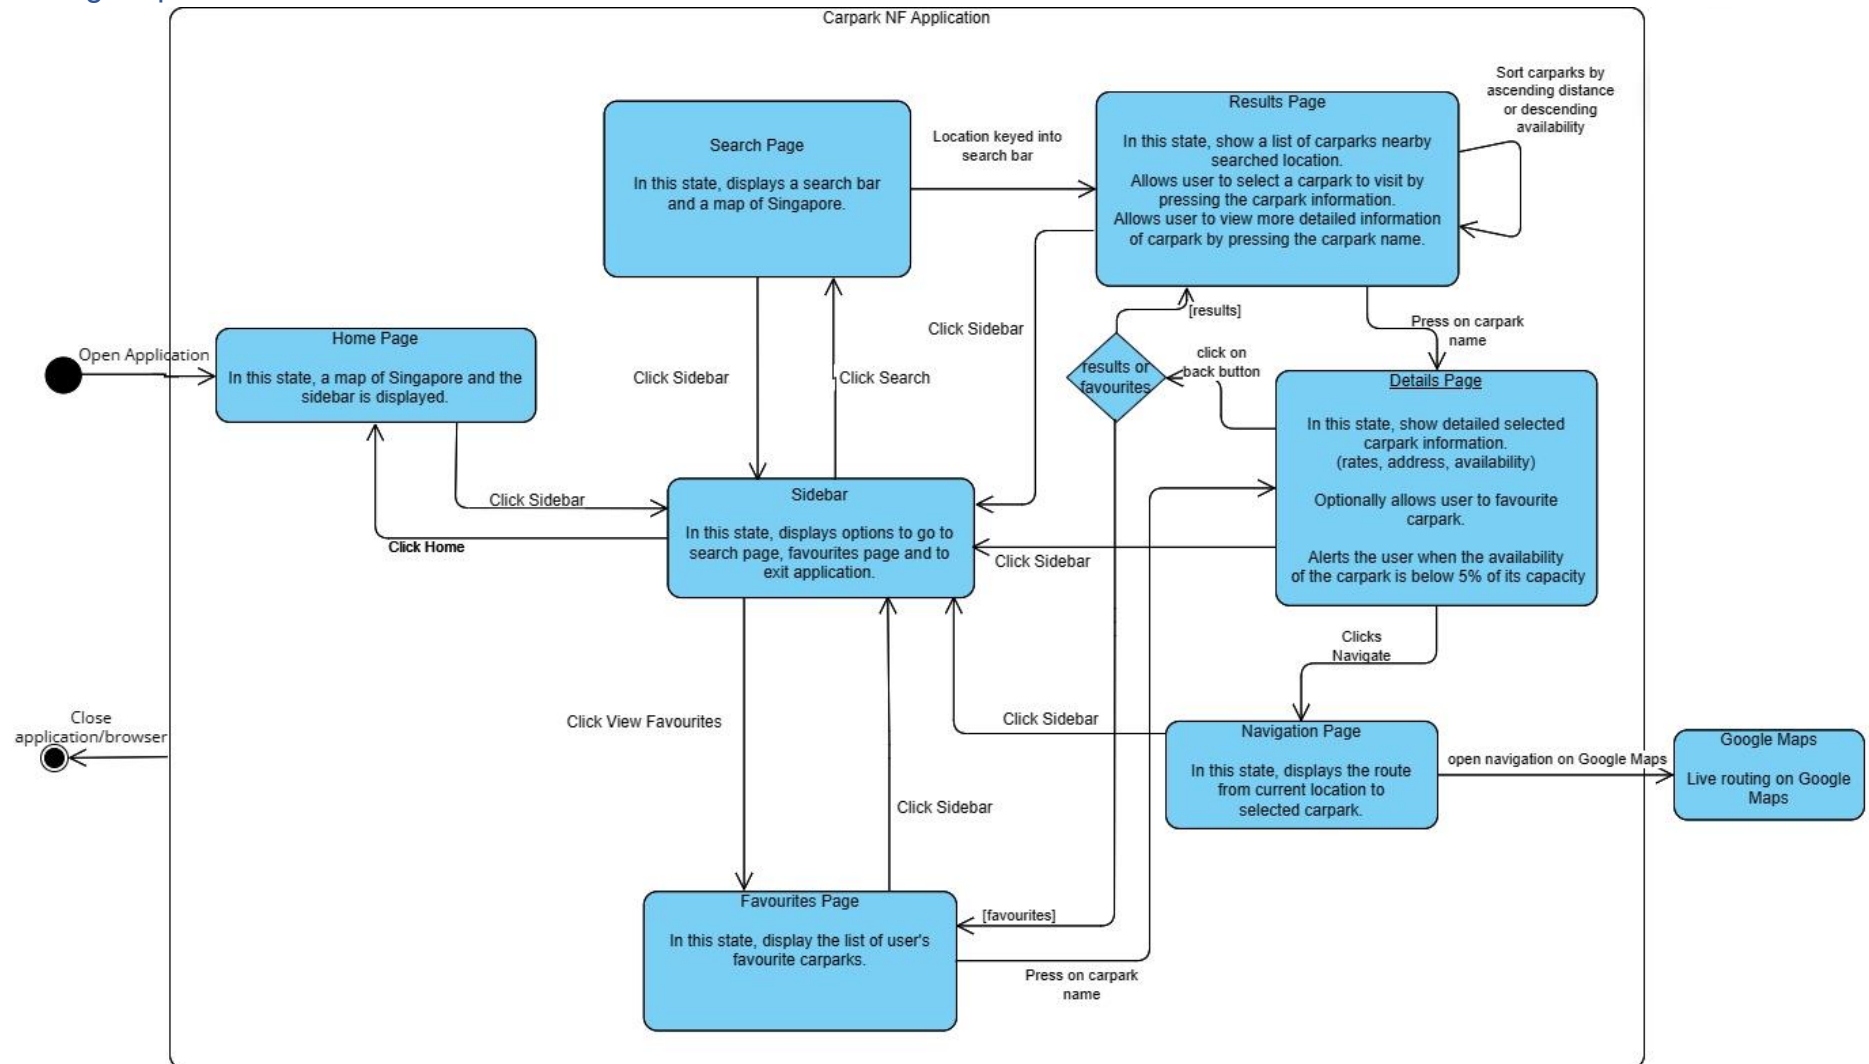 Carpark NF Application
Sort carparks by
ascending distance
or descending
availability
Results Page
In this state, show a list of carparks nearby
searched location.
Allows user to select a carpark to visit by
pressing the carpark information.
Allows user to view more detailed information
of carpark by pressing the carpark name.
Location keyed into
search bar
Search Page
In this state, displays a search bar
and a map of Singapore.
[results]
Press on carpark
name
Click Sidebar
Open Application
Home Page
In this state, a map of Singapore and the
sidebar is displayed.
Click Sidebar
Click Search
results or
favourites
click on
back button
Details Page
In this state, show detailed selected
carpark information.
(rates, address, availability)
Optionally allows user to favourite
carpark.
Alerts the user when the availability
of the carpark is below 5% of its capacity
Click Sidebar
Click Home
Sidebar
In this state, displays options to go to
search page, favourites page and to
exit application.
Click Sidebar
Clicks
Navigate
Close
application/browser
Click View Favourites
Click Sidebar
Navigation Page
In this state, displays the route
from current location to
selected carpark.
open navigation on Google Maps
Google Maps
Live routing on Google
Maps
Click Sidebar
Favourites Page
In this state, display the list of user's
favourite carparks.
[favourites]
Press on carpark
name